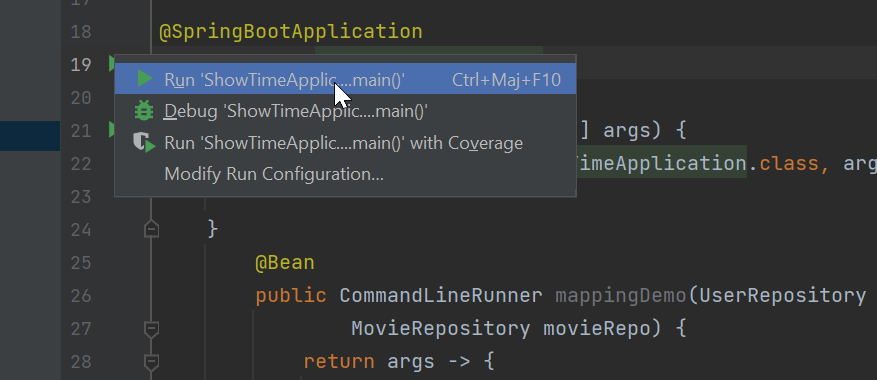 18 @SpringBootApplication
19
Run 'ShowTimeApplic....main()' Ctrl+Maj+F10
20
Debug 'ShowTimeApplic....main()'
21 ] args) {
Run 'ShowTimeApplic....main()' with Coverage
22 TimeApplication.class, arg
Modify Run Configuration...
23
24 }
25 @Bean
26 public CommandLineRunner mappingDemo(UserRepository
27 MovieRepository movieRepo) {
28 return args -> {